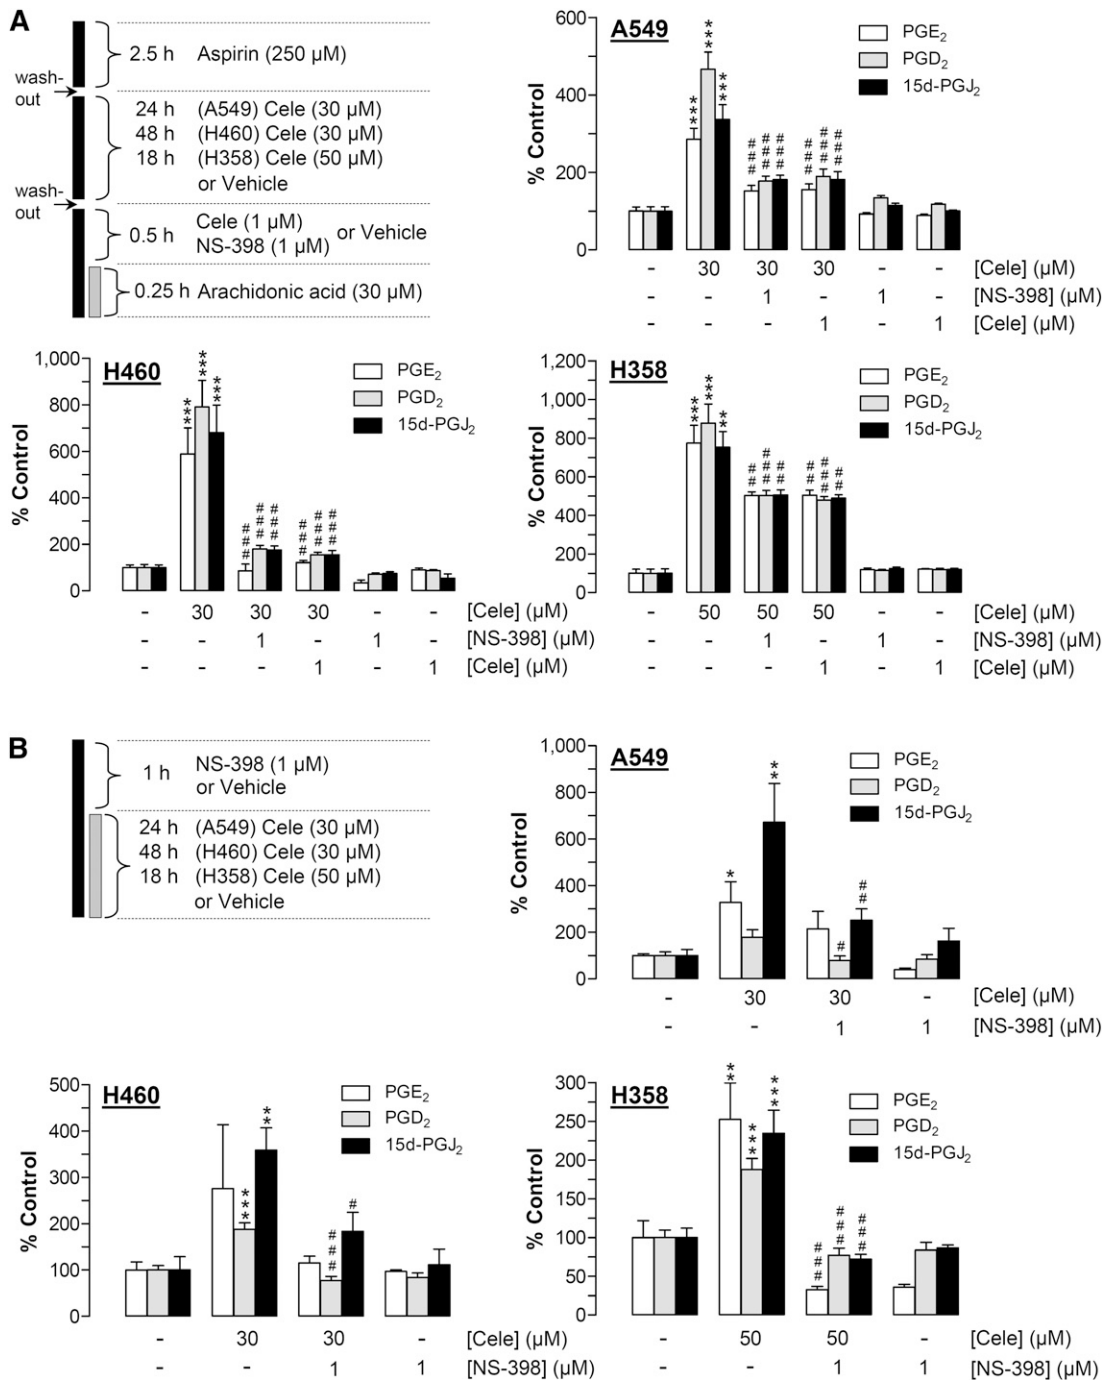 A
2.5 h Aspirin (250 µM)
wash-
out
24 h (A549) Cele (30 µM)
48 h (H460) Cele (30 µM)
18 h (H358) Cele (50 µM)
or Vehicle
wash-
out
0.5 h Cele (1 µM)
NS-398 (1 µM) or Vehicle
0.25 h Arachidonic acid (30 µM)
A549
% Control
600
400
200
0
PGE2
PGD2
15d-PGJ2
*** *** ***
### ### ### ### ### ###
- 30 30 30 - - [Cele] (µM)
- - 1 - 1 - [NS-398] (µM)
- - - 1 - 1 [Cele] (µM)
H460
% Control
1,000
800
600
400
200
0
PGE2
PGD2
15d-PGJ2
*** *** ***
### ### ### ### ### ###
- 30 30 30 - - [Cele] (µM)
- - 1 - 1 - [NS-398] (µM)
- - - 1 - 1 [Cele] (µM)
H358
% Control
1,200
1,000
800
600
400
200
0
PGE2
PGD2
15d-PGJ2
*** *** **
## ### ## ## ### ##
- 50 50 50 - - [Cele] (µM)
- - 1 - 1 - [NS-398] (µM)
- - - 1 - 1 [Cele] (µM)
B
1 h NS-398 (1 µM)
or Vehicle
24 h (A549) Cele (30 µM)
48 h (H460) Cele (30 µM)
18 h (H358) Cele (50 µM)
or Vehicle
A549
% Control
1,000
800
600
400
200
0
PGE2
PGD2
15d-PGJ2
* **
# ##
- 30 30 - [Cele] (µM)
- - 1 1 [NS-398] (µM)
H460
% Control
500
400
300
200
100
0
PGE2
PGD2
15d-PGJ2
*** **
### #
- 30 30 - [Cele] (µM)
- - 1 1 [NS-398] (µM)
H358
% Control
300
250
200
150
100
50
0
PGE2
PGD2
15d-PGJ2
** *** ***
### ### ###
- 50 50 - [Cele] (µM)
- - 1 1 [NS-398] (µM)